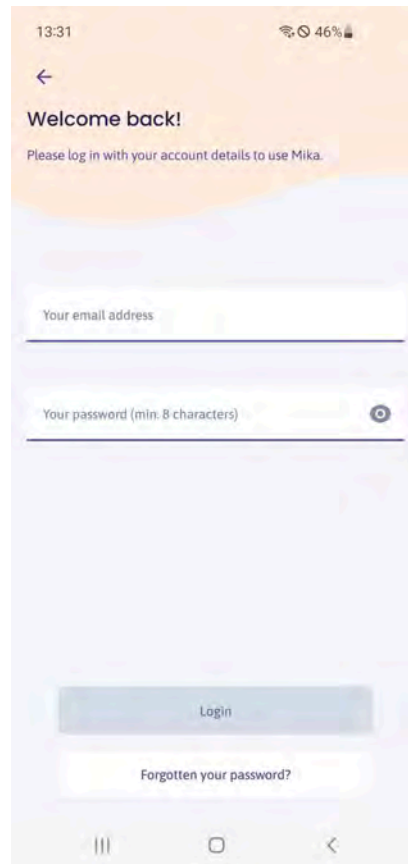 13:31 46%
Welcome back!
Please log in with your account details to use Mika.
Your email address
Your password (min. 8 characters)
Login
Forgotten your password?